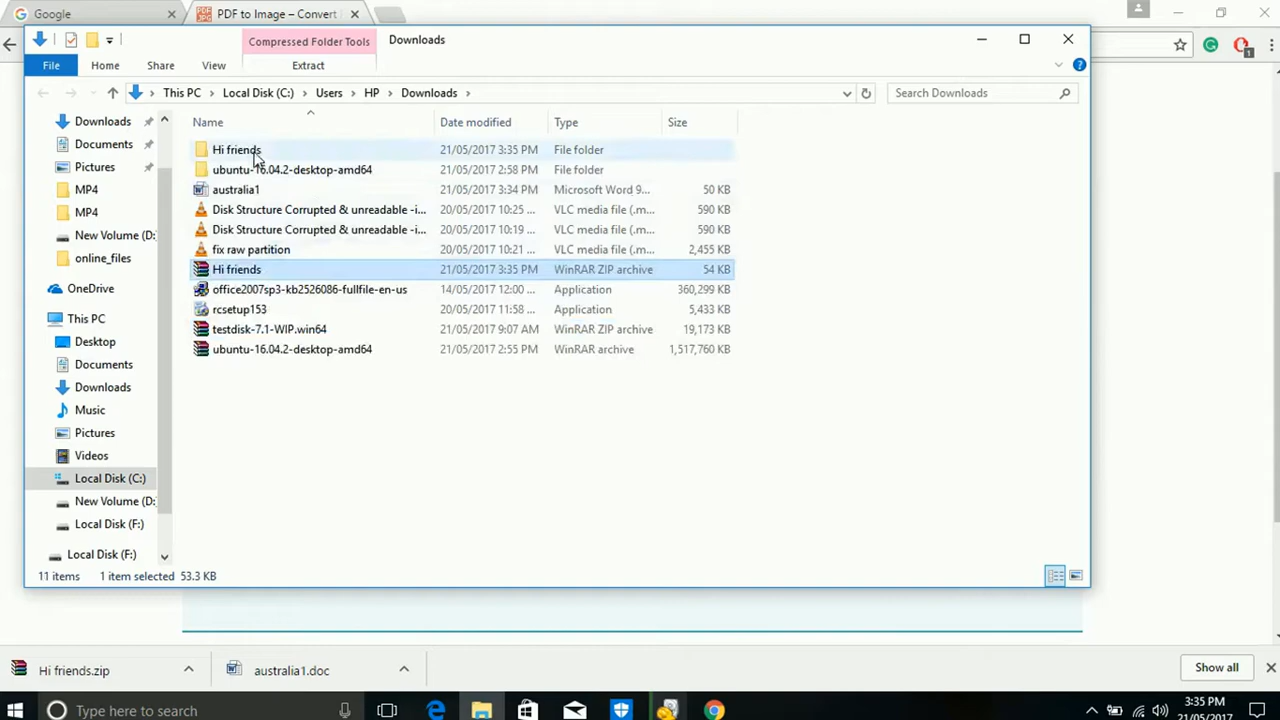 Google
PDF to Image – Convert
Compressed Folder Tools
Downloads
File
Home
Share
View
Extract
This PC
Local Disk (C:)
Users
HP
Downloads
Search Downloads
Downloads
Documents
Pictures
MP4
MP4
New Volume (D:
online_files
OneDrive
This PC
Desktop
Documents
Downloads
Music
Pictures
Videos
Local Disk (C:)
New Volume (D:
Local Disk (F:)
Local Disk (F:)
Name Date modified Type Size
Hi friends 21/05/2017 3:35 PM File folder
ubuntu-16.04.2-desktop-amd64 21/05/2017 2:58 PM File folder
australia1 21/05/2017 3:34 PM Microsoft Word 9... 50 KB
Disk Structure Corrupted & unreadable -i... 20/05/2017 10:25 ... VLC media file (.m... 590 KB
Disk Structure Corrupted & unreadable -i... 20/05/2017 10:19 ... VLC media file (.m... 590 KB
fix raw partition 20/05/2017 10:21 ... VLC media file (.m... 2,455 KB
Hi friends 21/05/2017 3:35 PM WinRAR ZIP archive 54 KB
office2007sp3-kb2526086-fullfile-en-us 14/05/2017 12:00 ... Application 360,299 KB
rcsetup153 20/05/2017 11:58 ... Application 5,433 KB
testdisk-7.1-WIP.win64 21/05/2017 9:07 AM WinRAR ZIP archive 19,173 KB
ubuntu-16.04.2-desktop-amd64 21/05/2017 2:55 PM WinRAR archive 1,517,760 KB
11 items 1 item selected 53.3 KB
Hi friends.zip
australia1.doc
Show all
Type here to search
3:35 PM
21/05/2017